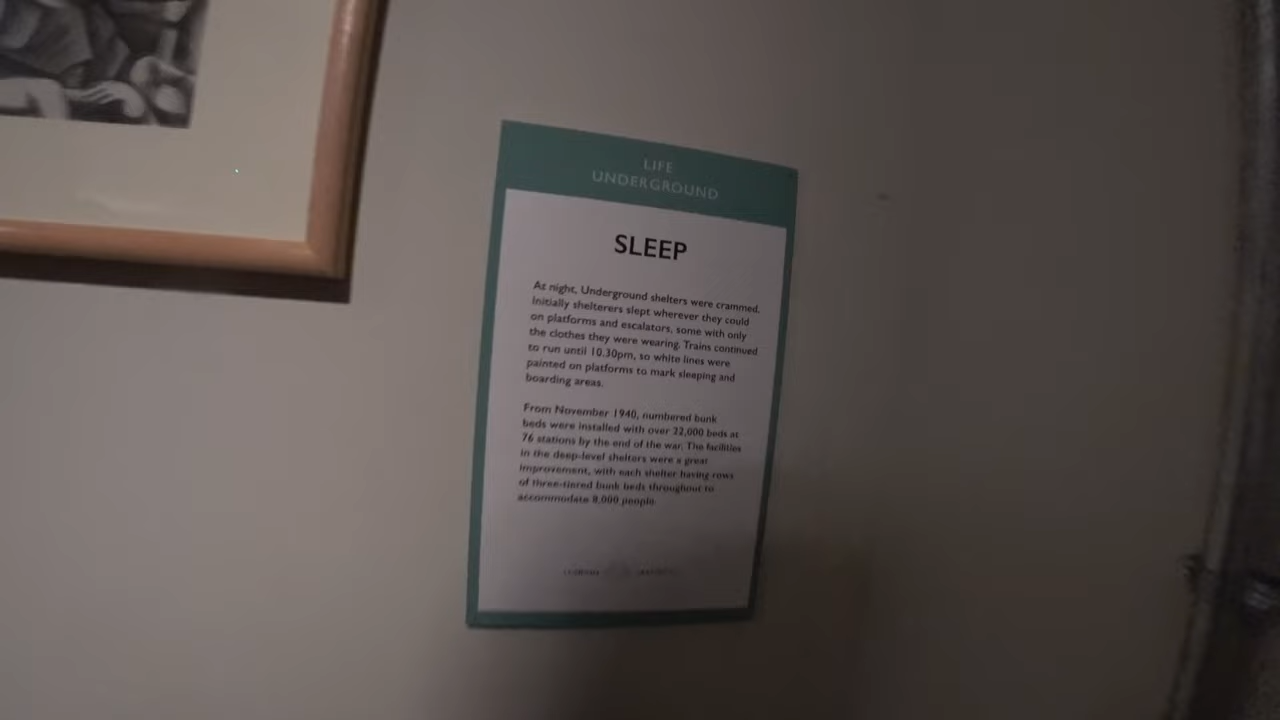 LIFE
UNDERGROUND
SLEEP
At night, Underground shelters were crammed.
Initially shelterers slept wherever they could
on platforms and escalators, some with only
the clothes they were wearing. Trains continued
to run until 10.30pm, so white lines were
painted on platforms to mark sleeping and
boarding areas.
From November 1940, numbered bunk
beds were installed with over 22,000 beds at
76 stations by the end of the war. The facilities
in the deep-level shelters were a great
improvement, with each shelter having rows
of three-tiered bunk beds throughout to
accommodate 8,000 people.